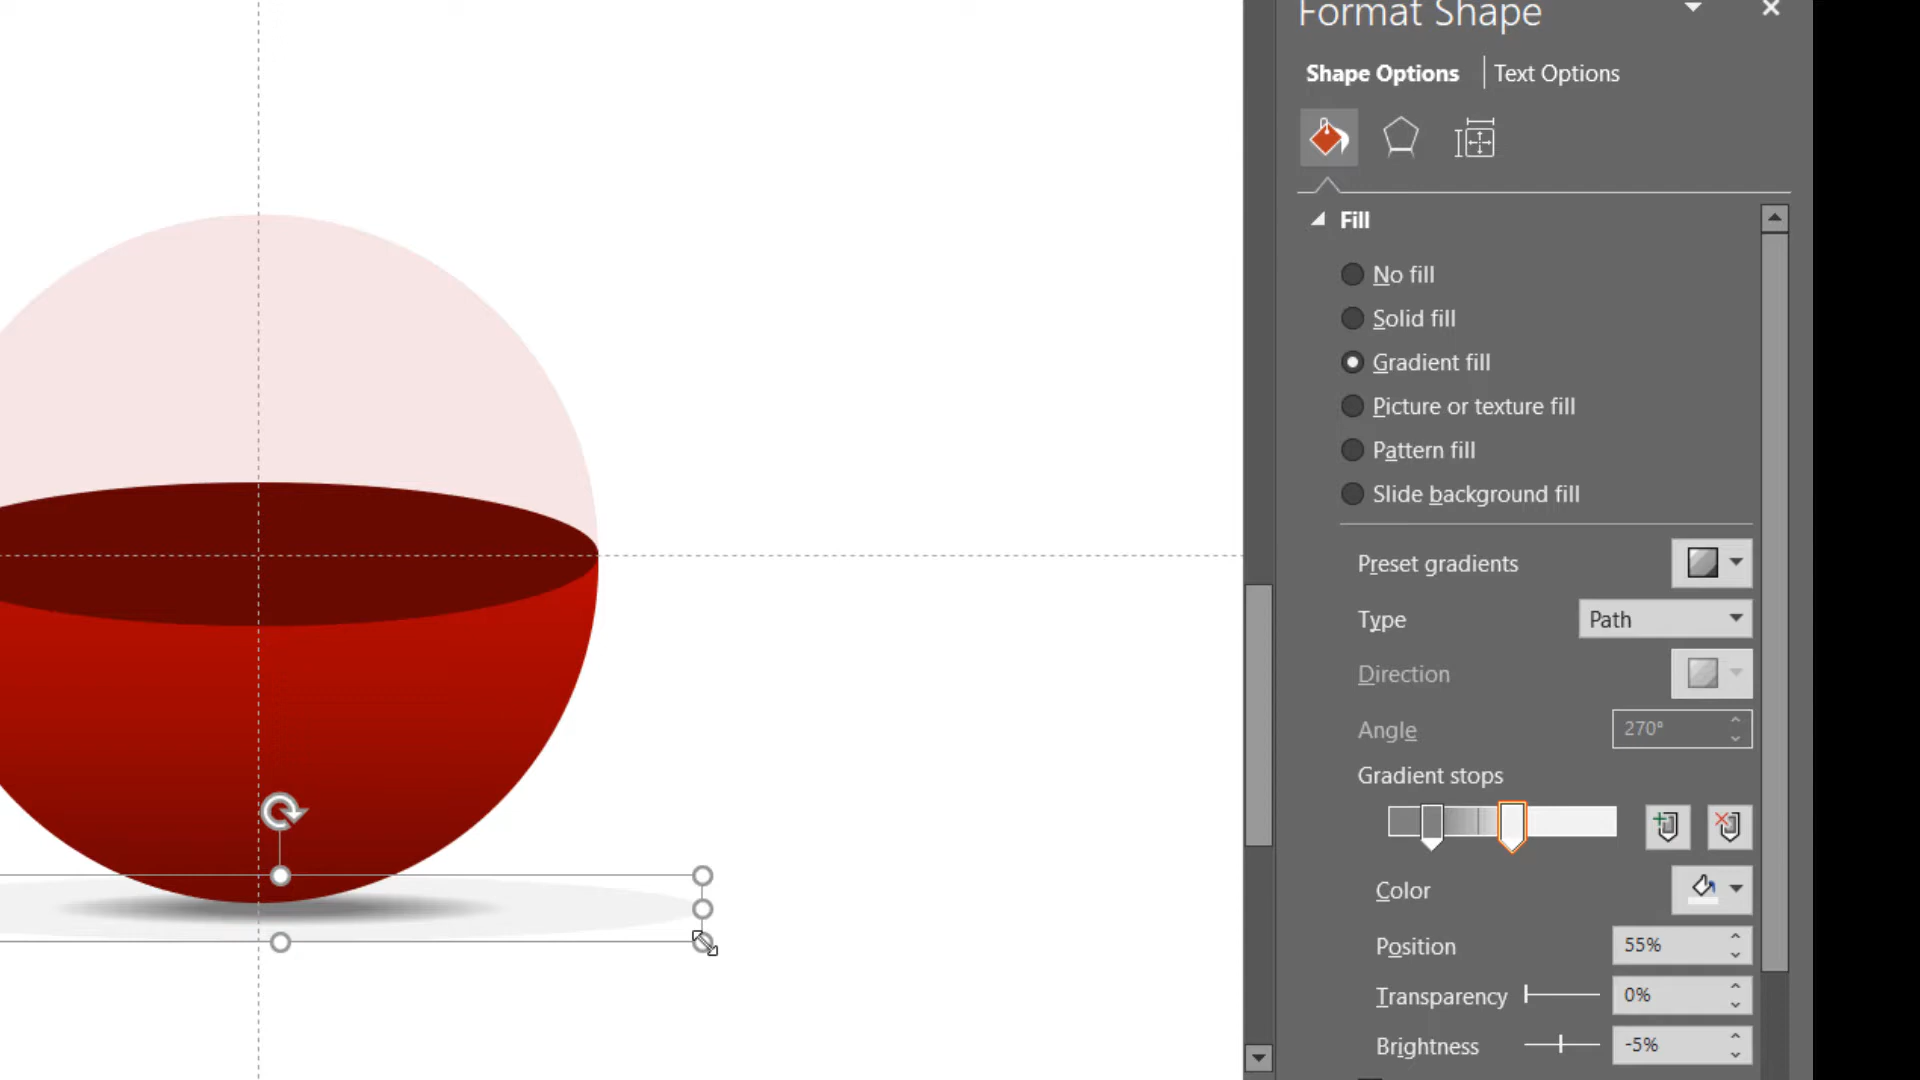 Format Shape
Shape Options
Text Options
Fill
No fill
Solid fill
Gradient fill
Picture or texture fill
Pattern fill
Slide background fill
Preset gradients
Type
Path
Direction
Angle
270°
Gradient stops
Color
Position
55%
Transparency
0%
Brightness
-5%